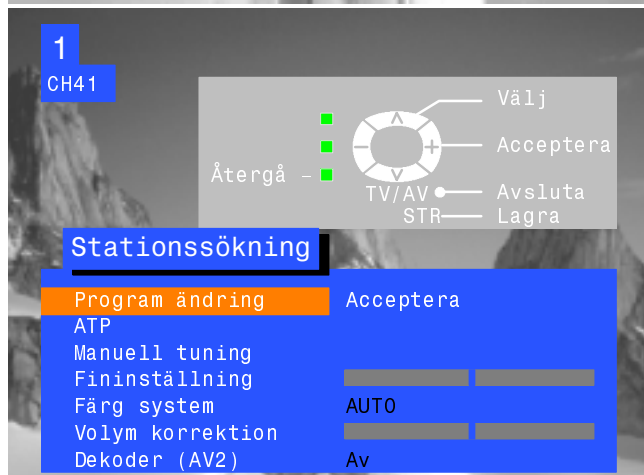 1
CH41
Välj
Acceptera
Återgå –
TV/AV Avsluta
STR Lagra
Stationssökning
Program ändring Acceptera
ATP
Manuell tuning
Fininställning
Färg system AUTO
Volym korrektion
Dekoder (AV2) Av